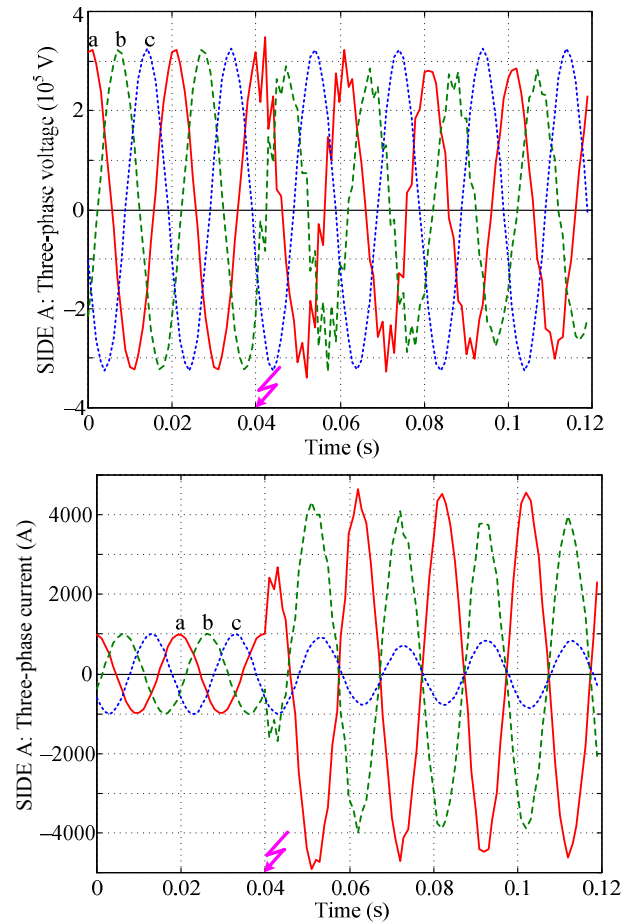 a b c
4
3
2
1
0
−2
−4
SIDE A: Three-phase voltage (10⁵ V)
0 0.02 0.04 0.06 0.08 0.1 0.12
Time (s)
4000
2000
0
−2000
−4000
SIDE A: Three-phase current (A)
a b c
0 0.02 0.04 0.06 0.08 0.1 0.12
Time (s)